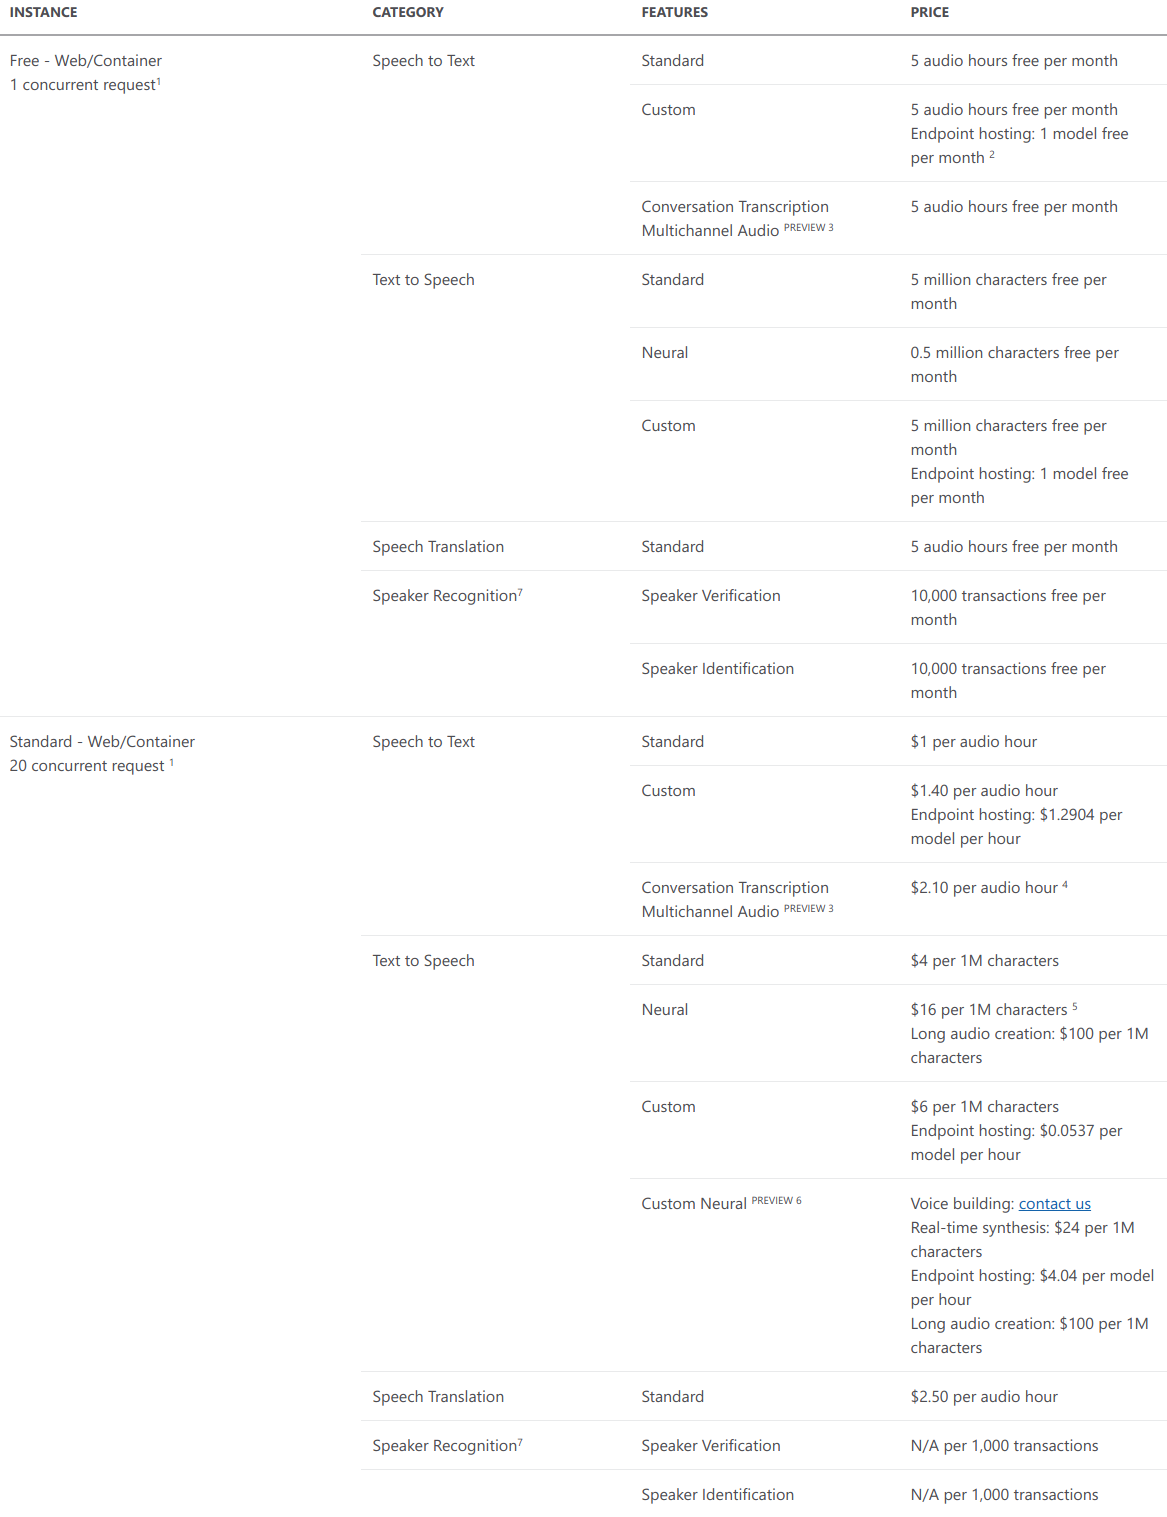 INSTANCE CATEGORY FEATURES PRICE
Free - Web/Container Speech to Text Standard 5 audio hours free per month
1 concurrent request¹
Custom 5 audio hours free per month
Endpoint hosting: 1 model free
per month ²
Conversation Transcription 5 audio hours free per month
Multichannel Audio PREVIEW 3
Text to Speech Standard 5 million characters free per
month
Neural 0.5 million characters free per
month
Custom 5 million characters free per
month
Endpoint hosting: 1 model free
per month
Speech Translation Standard 5 audio hours free per month
Speaker Recognition⁷ Speaker Verification 10,000 transactions free per
month
Speaker Identification 10,000 transactions free per
month
Standard - Web/Container Speech to Text Standard $1 per audio hour
20 concurrent request ¹
Custom $1.40 per audio hour
Endpoint hosting: $1.2904 per
model per hour
Conversation Transcription $2.10 per audio hour ⁴
Multichannel Audio PREVIEW 3
Text to Speech Standard $4 per 1M characters
Neural $16 per 1M characters ⁵
Long audio creation: $100 per 1M
characters
Custom $6 per 1M characters
Endpoint hosting: $0.0537 per
model per hour
Custom Neural PREVIEW 6 Voice building: contact us
Real-time synthesis: $24 per 1M
characters
Endpoint hosting: $4.04 per model
per hour
Long audio creation: $100 per 1M
characters
Speech Translation Standard $2.50 per audio hour
Speaker Recognition⁷ Speaker Verification N/A per 1,000 transactions
Speaker Identification N/A per 1,000 transactions